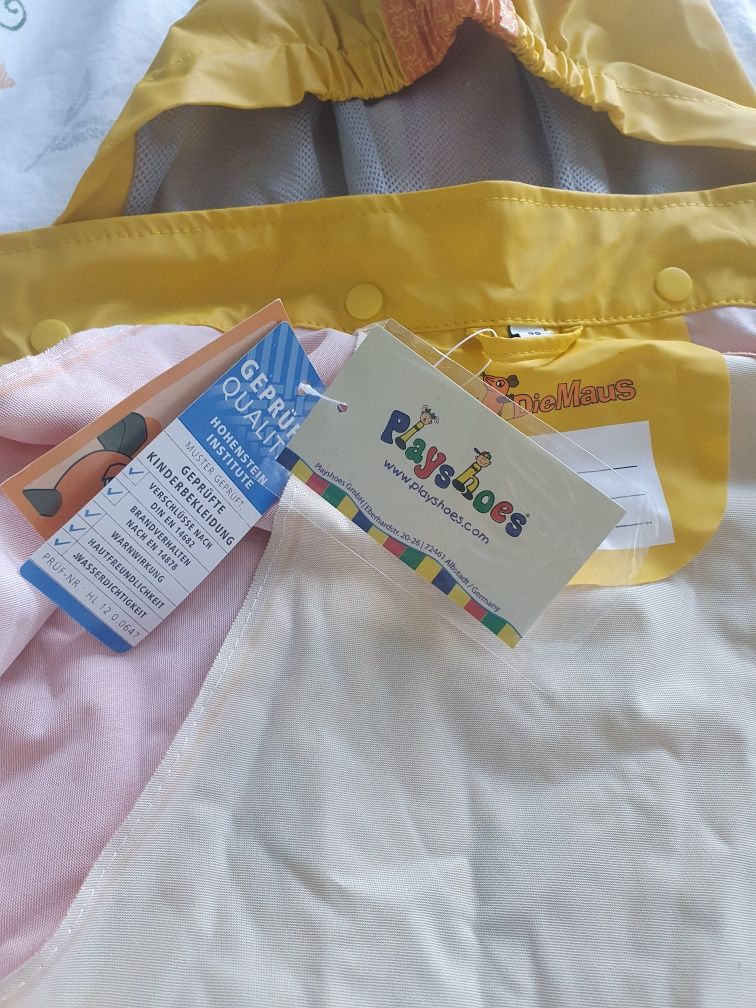 GEPRÜFTE
QUALITÄT
HOHENSTEIN
INSTITUTE
MUSTER GEPRÜFT
GEPRÜFTE
KINDERBELLEIDUNG
VERSCHLÜSSE NACH
DIN EN 14682
BRANDVERHALTEN
NACH EN 14878
WARNWIRKUNG
HAUTFREUNDLICHKEIT
WASSERDICHTIGKEIT
PRÜF-NR HL 12.0.0647
Playshoes
www.playshoes.com
Playshoes GmbH | Eberhardstr. 20-26 | 72461 Albstadt / Germany
DieMaus